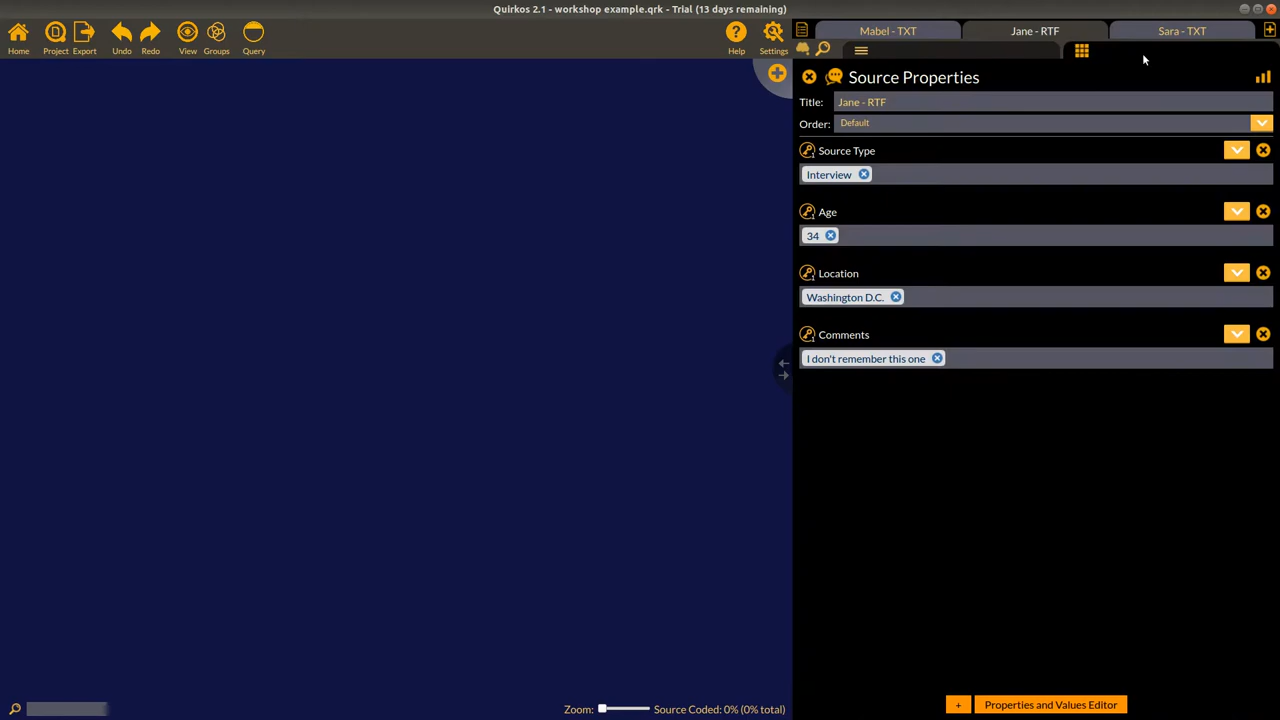 Quirkos 2.1 - workshop example.qrk - Trial (13 days remaining)
Home Project Export Undo Redo View Groups Query Help Settings
Mabel - TXT Jane - RTF Sara - TXT
Source Properties
Title: Jane - RTF
Order: Default
Source Type
Interview
Age
34
Location
Washington D.C.
Comments
I don't remember this one
+ Properties and Values Editor
Zoom: Source Coded: 0% (0% total)